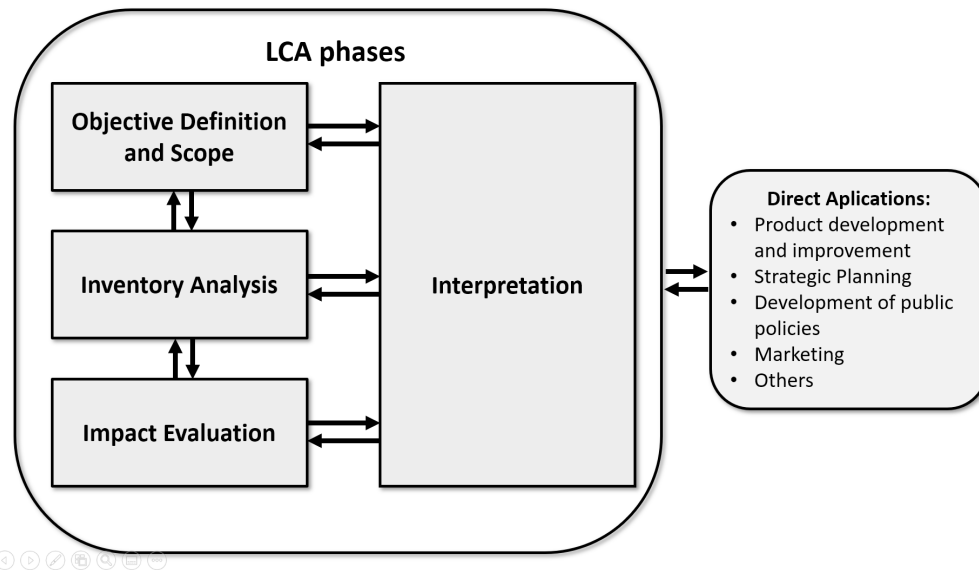 LCA phases
Objective Definition
and Scope
Inventory Analysis
Impact Evaluation
Interpretation
Direct Aplications:
• Product development
and improvement
• Strategic Planning
• Development of public
policies
• Marketing
• Others